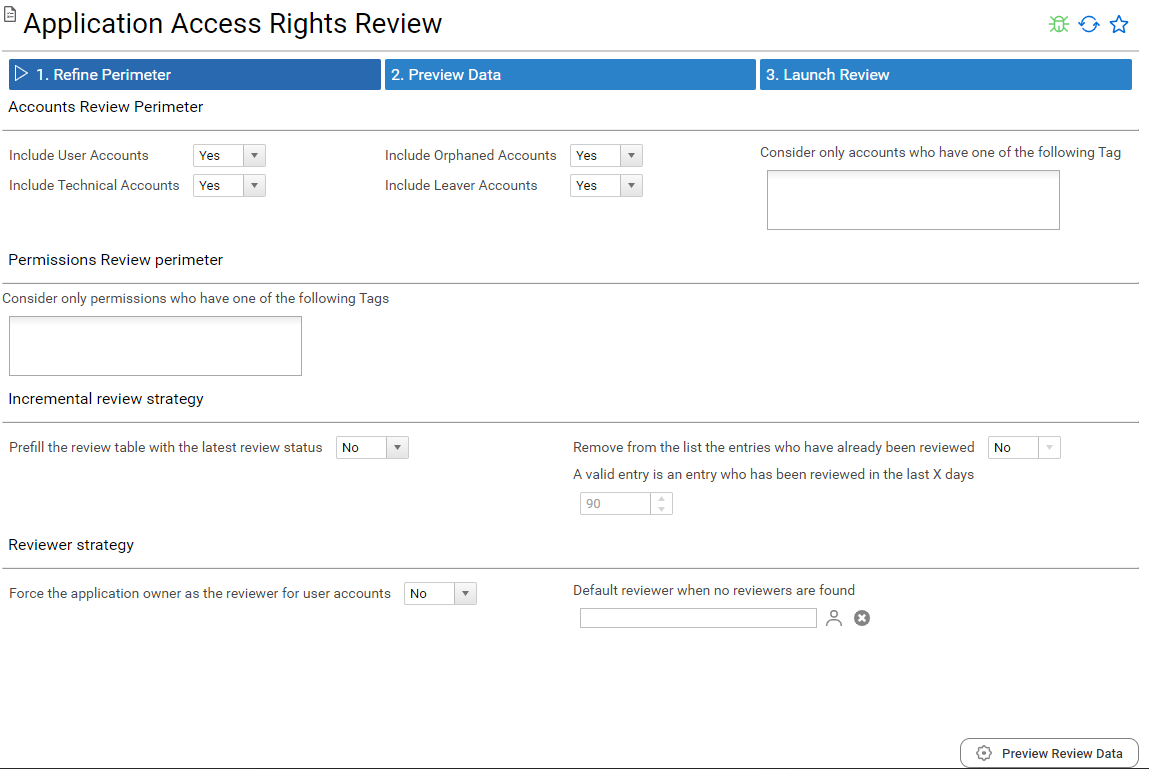 Application Access Rights Review
1. Refine Perimeter
2. Preview Data
3. Launch Review
Accounts Review Perimeter
Include User Accounts Yes
Include Orphaned Accounts Yes
Consider only accounts who have one of the following Tag
Include Technical Accounts Yes
Include Leaver Accounts Yes
Permissions Review perimeter
Consider only permissions who have one of the following Tags
Incremental review strategy
Prefill the review table with the latest review status No
Remove from the list the entries who have already been reviewed No
A valid entry is an entry who has been reviewed in the last X days
90
Reviewer strategy
Force the application owner as the reviewer for user accounts No
Default reviewer when no reviewers are found
Preview Review Data